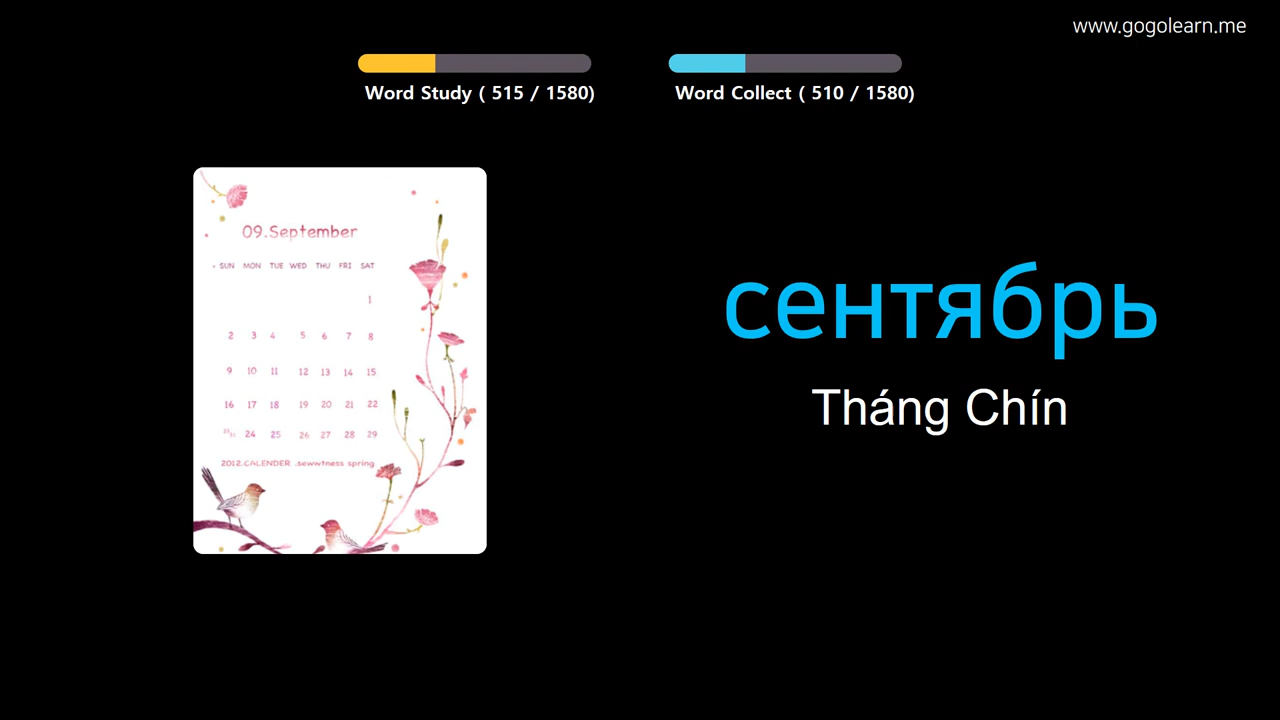 www.gogolearn.me
Word Study ( 515 / 1580)
Word Collect ( 510 / 1580)
09.September
SUN MON TUE WED THU FRI SAT
1
2 3 4 5 6 7 8
9 10 11 12 13 14 15
16 17 18 19 20 21 22
24 25 26 27 28 29
2012.CALENDER .sewwtness spring
сентябрь
Tháng Chín